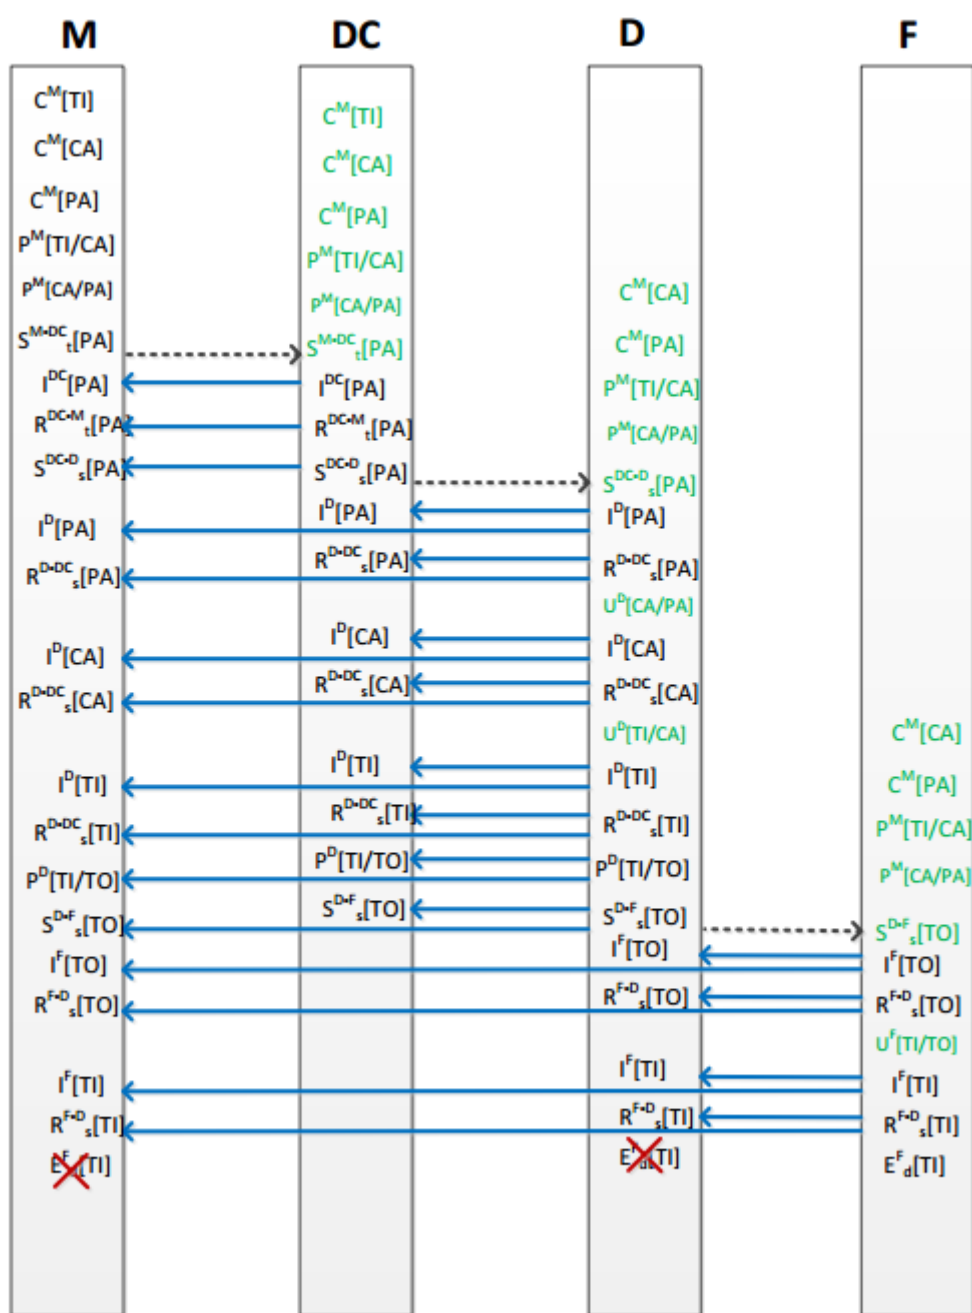 M
DC
D
F
C^M[TI]
C^M[CA]
C^M[PA]
P^M[TI/CA]
P^M[CA/PA]
S^M•DC_t[PA]
I^DC[PA]
R^DC•M_t[PA]
S^DC•D_s[PA]
I^D[PA]
R^D•DC_s[PA]
I^D[CA]
R^D•DC_s[CA]
I^D[TI]
R^D•DC_s[TI]
P^D[TI/TO]
S^D•F_s[TO]
I^F[TO]
R^F•D_s[TO]
I^F[TI]
R^F•D_s[TI]
E^F[TI]
C^M[TI]
C^M[CA]
C^M[PA]
P^M[TI/CA]
P^M[CA/PA]
S^M•DC_t[PA]
I^DC[PA]
R^DC•M_t[PA]
S^DC•D_s[PA]
I^D[PA]
R^D•DC_s[PA]
I^D[CA]
R^D•DC_s[CA]
I^D[TI]
R^D•DC_s[TI]
P^D[TI/TO]
S^D•F_s[TO]
C^M[CA]
C^M[PA]
P^M[TI/CA]
P^M[CA/PA]
S^DC•D_s[PA]
I^D[PA]
R^D•DC_s[PA]
U^D[CA/PA]
I^D[CA]
R^D•DC_s[CA]
U^D[TI/CA]
I^D[TI]
R^D•DC_s[TI]
P^D[TI/TO]
S^D•F_s[TO]
I^F[TO]
R^F•D_s[TO]
I^F[TI]
R^F•D_s[TI]
E^F[TI]
C^M[CA]
C^M[PA]
P^M[TI/CA]
P^M[CA/PA]
S^D•F_s[TO]
I^F[TO]
R^F•D_s[TO]
U^F[TI/TO]
I^F[TI]
R^F•D_s[TI]
E^F_d[TI]